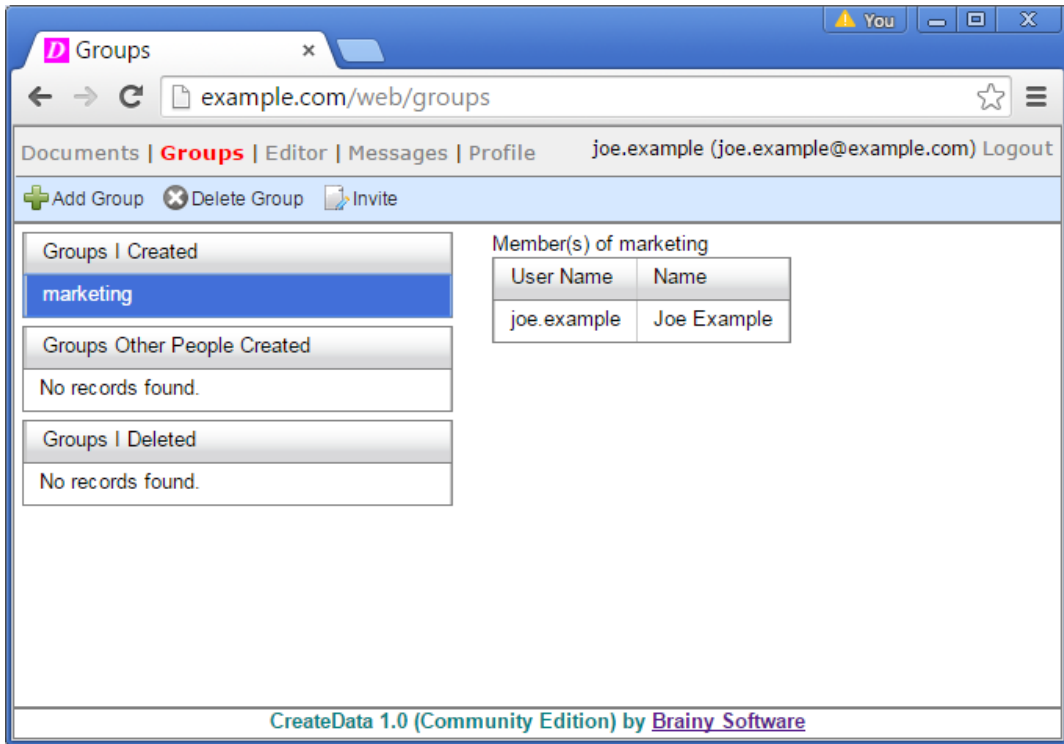 You
D Groups
example.com/web/groups
Documents | Groups | Editor | Messages | Profile joe.example (joe.example@example.com) Logout
Add Group Delete Group Invite
Groups I Created
marketing
Groups Other People Created
No records found.
Groups I Deleted
No records found.
Member(s) of marketing
User Name Name
joe.example Joe Example
CreateData 1.0 (Community Edition) by Brainy Software